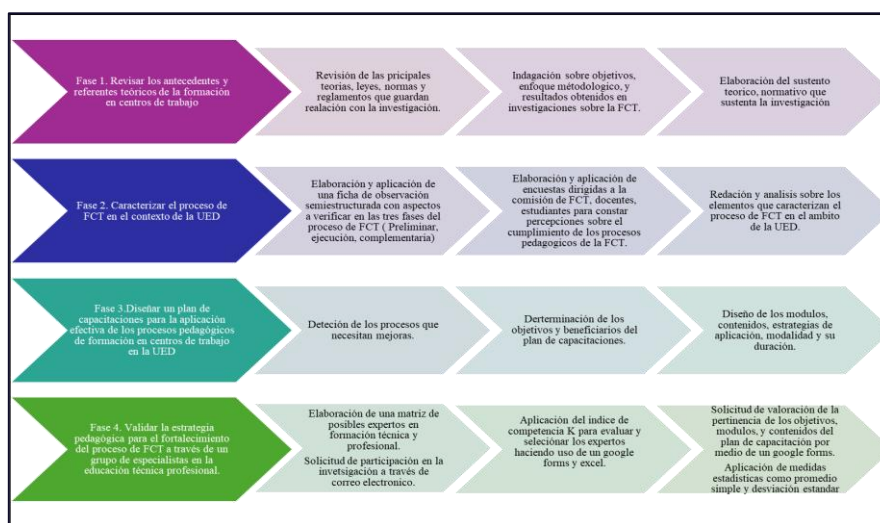 Fase 1. Revisar los antecedentes y
referentes teóricos de la formación
en centros de trabajo
Revisión de las pricipales
teorías, leyes, normas y
reglamentos que guardan
realación con la investigación.
Indagación sobre objetivos,
enfoque métodologico, y
resultados obtenidos en
investigaciones sobre la FCT.
Elaboración del sustento
teorico, normativo que
sustenta la investigación
Fase 2. Caracterizar el proceso de
FCT en el contexto de la UED
Elaboración y aplicación de
una ficha de observación
semiestructurada con aspectos
a verificar en las tres fases del
proceso de FCT ( Preliminar,
ejecución, complementaria)
Elaboración y aplicación de
encuestas dirigidas a la
comisión de FCT, docentes,
estudiantes para constar
percepciones sobre el
cumplimiento de los procesos
pedagogicos de la FCT.
Redación y analisis sobre los
elementos que caracterizan el
proceso de FCT en el ambito
de la UED.
Fase 3.Diseñar un plan de
capacitaciones para la aplicación
efectiva de los procesos pedagógicos
de formación en centros de trabajo
en la UED
Deteción de los procesos que
necesitan mejoras.
Derterminación de los
objetivos y beneficiarios del
plan de capacitaciones.
Diseño de los modulos,
contenidos, estrategias de
aplicación, modalidad y su
duración.
Fase 4. Validar la estrategia
pedagógica para el fortalecimiento
del proceso de FCT a través de un
grupo de especialistas en la
educación técnica profesional.
Elaboración de una matriz de
posibles expertos en
formación técnica y
profesional.
Solicitud de participación en la
invetsigación a través de
correo electronico.
Aplicación del indice de
competencia K para evaluar y
seleciónar los expertos
haciendo uso de un google
forms y excel.
Solicitud de valoración de la
pertinencia de los objetivos,
modulos, y contenidos del
plan de capacitación por
medio de un google forms.
Aplicación de medidas
estadisticas como promedio
simple y desviación estandar